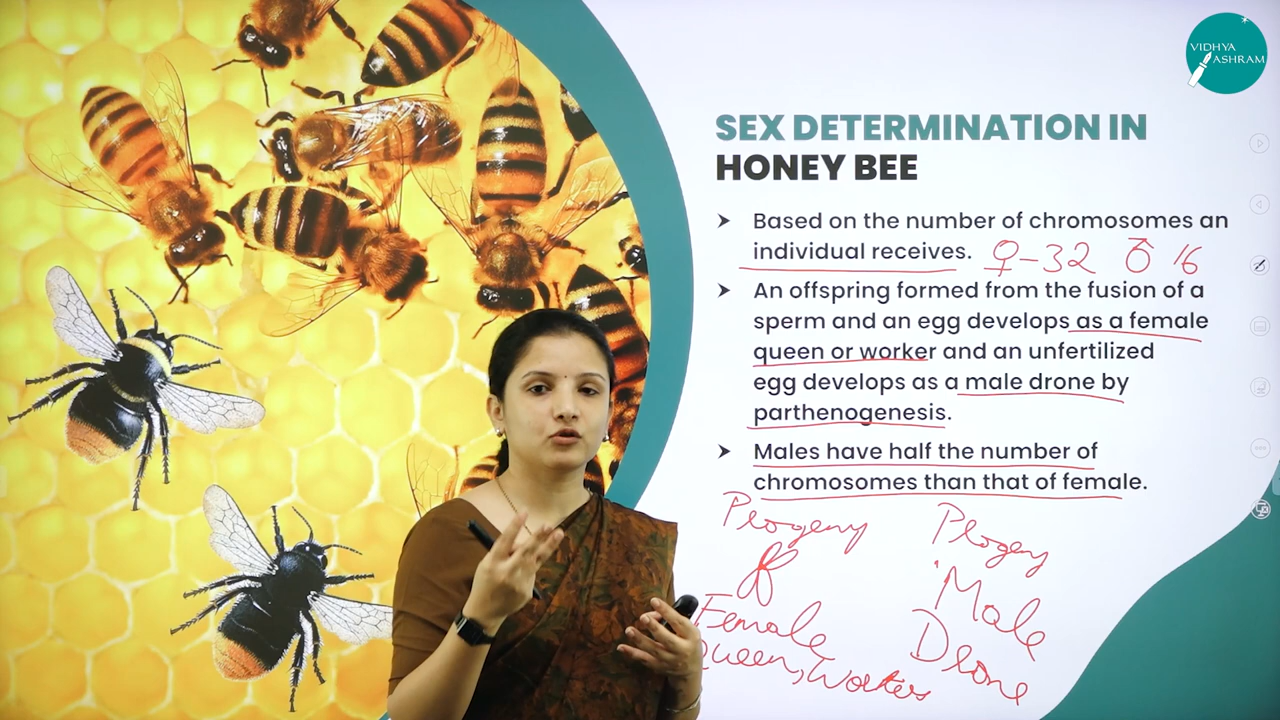 VIDHYA
ASHRAM
SEX DETERMINATION IN
HONEY BEE
➤ Based on the number of chromosomes an
individual receives. ♀-32 ♂ 16
➤ An offspring formed from the fusion of a
sperm and an egg develops as a female
queen or worker and an unfertilized
egg develops as a male drone by
parthenogenesis.
➤ Males have half the number of
chromosomes than that of female.
Progeny Progeny
Female Male
Queen, Workers Drone